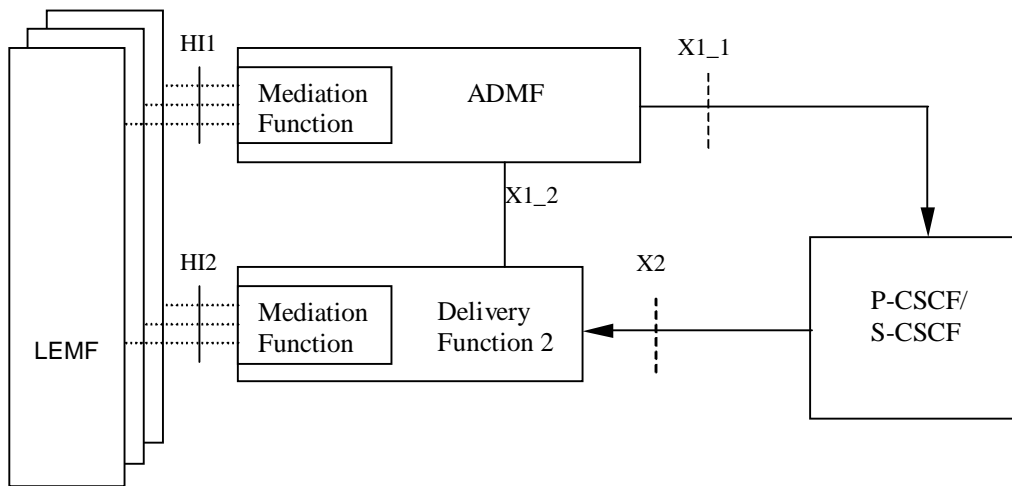 HI1
X1_1
Mediation
Function
ADMF
X1_2
HI2
X2
Mediation
Function
Delivery
Function 2
P-CSCF/
S-CSCF
LEMF